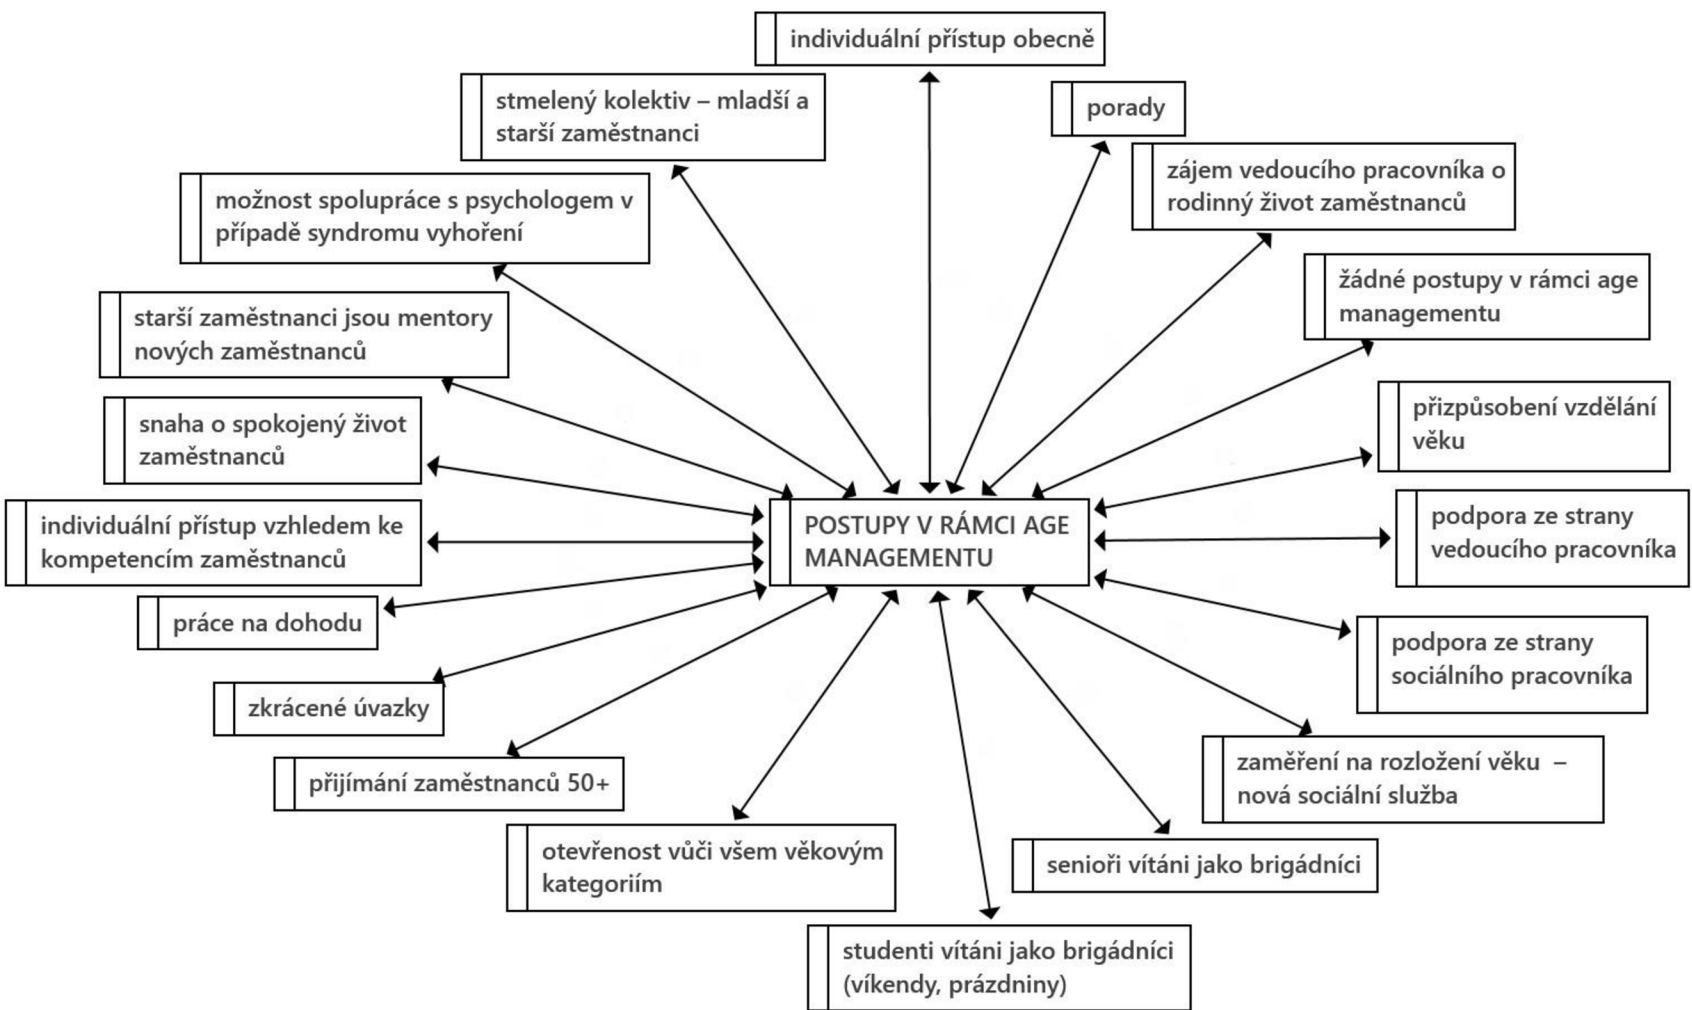 individuální přístup obecně
stmelený kolektiv – mladší a
starší zaměstnanci
porady
zájem vedoucího pracovníka o
rodinný život zaměstnanců
možnost spolupráce s psychologem v
případě syndromu vyhoření
žádné postupy v rámci age
managementu
starší zaměstnanci jsou mentory
nových zaměstnanců
přizpůsobení vzdělání
věku
snaha o spokojený život
zaměstnanců
podpora ze strany
vedoucího pracovníka
individuální přístup vzhledem ke
kompetencím zaměstnanců
POSTUPY V RÁMCI AGE
MANAGEMENTU
práce na dohodu
podpora ze strany
sociálního pracovníka
zkrácené úvazky
zaměření na rozložení věku –
nová sociální služba
přijímání zaměstnanců 50+
otevřenost vůči všem věkovým
kategoriím
senioři vítáni jako brigádníci
studenti vítáni jako brigádníci
(víkendy, prázdniny)